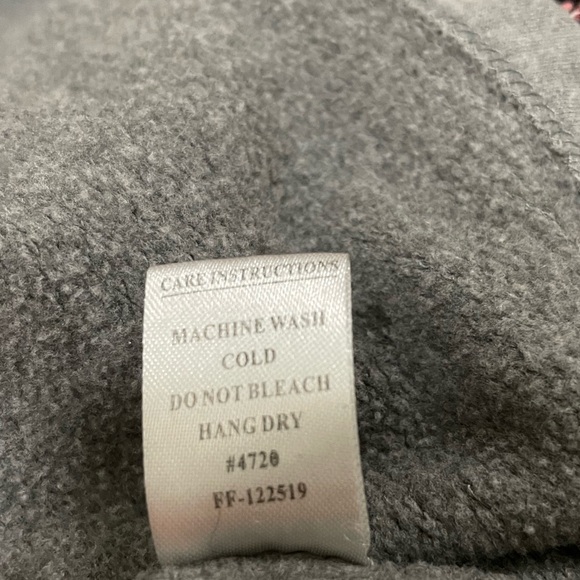 CARE INSTRUCTIONS
MACHINE WASH
COLD
DO NOT BLEACH
HANG DRY
#4720
FF-122519